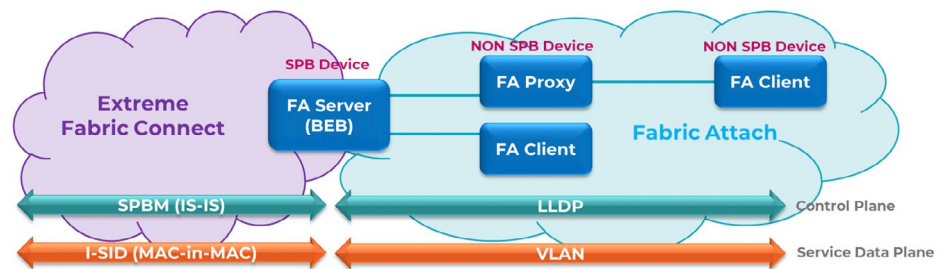 SPB Device
NON SPB Device
NON SPB Device
Extreme
Fabric Connect
FA Server
(BEB)
FA Proxy
FA Client
FA Client
Fabric Attach
SPBM (IS-IS)
LLDP
Control Plane
I-SID (MAC-in-MAC)
VLAN
Service Data Plane